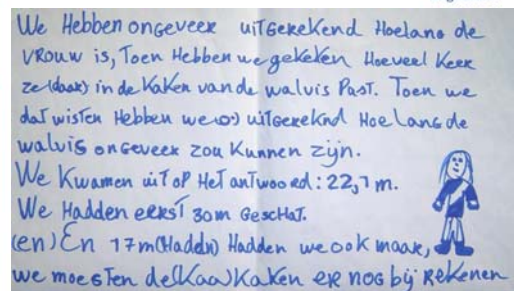 We Hebben ongeveer uitGerekend Hoelang de
VROUW is, Toen Hebben we gekeken Hoeveel Keer
ze (daar) in de Kaken van de walvis Past. Toen we
dat wisten Hebben we uitgereknd Hoe Lang de
walvis ongeveer zou Kunnen zijn.
We Kwamen uit op Het antwoord: 22,7 m.
We Hadden eerst 30m GescHat.
(en) En 17m (Hadden) Hadden we ook maar,
we moesten de (Kaa) Kaken er nog bij Rekenen